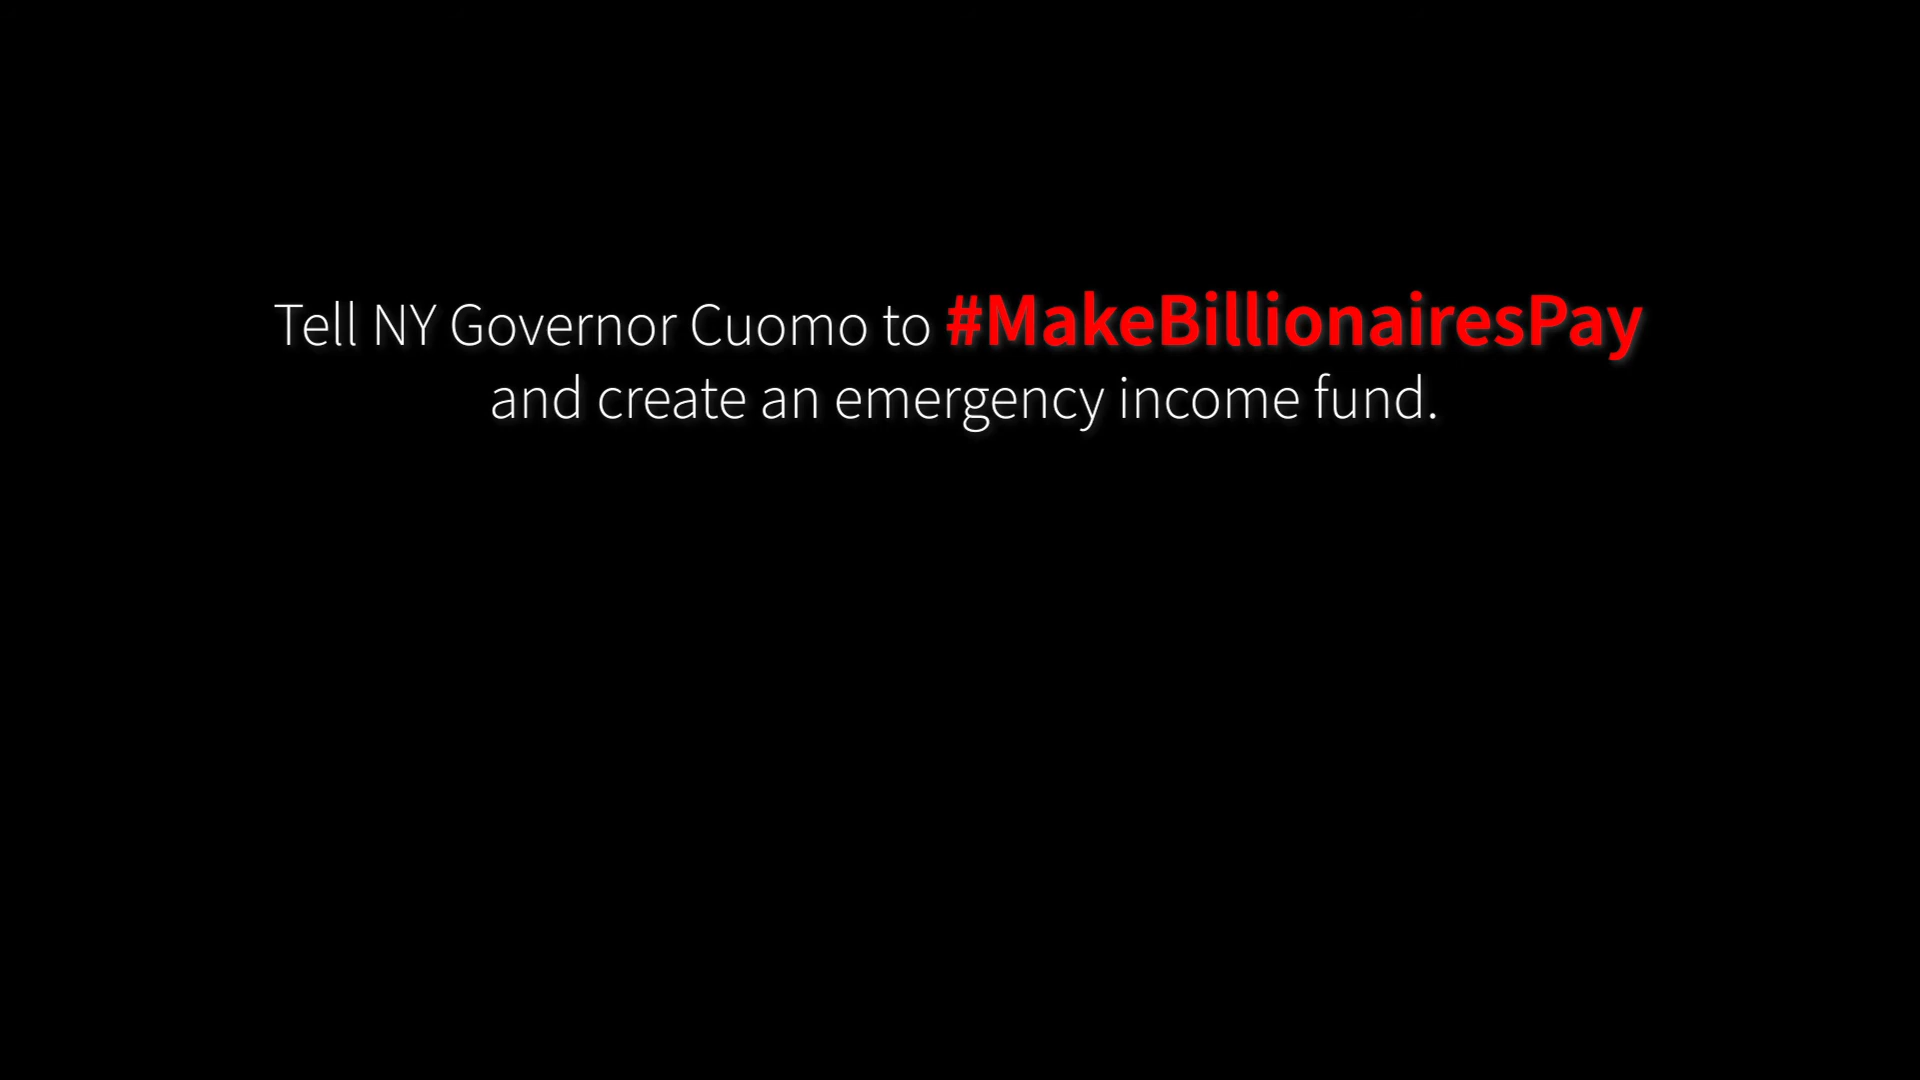 Tell NY Governor Cuomo to #MakeBillionairesPay
and create an emergency income fund.